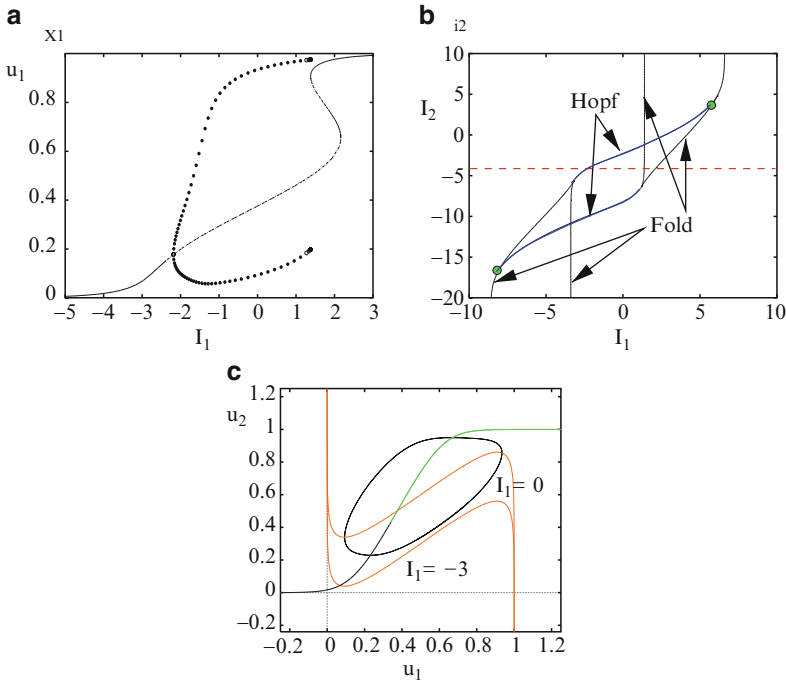 a
X1
u1
0.8
0.6
0.4
0.2
0
−5 −4 −3 −2 −1 0 1 2 3
I1
b
i2
10
I2
5
0
−5
−10
−15
−20
Hopf
Fold
−10 −5 0 5 10
I1
c
1.2
u2
1
0.8
0.6
0.4
0.2
0
−0.2
I1= 0
I1= −3
−0.2 0 0.2 0.4 0.6 0.8 1 1.2
u1